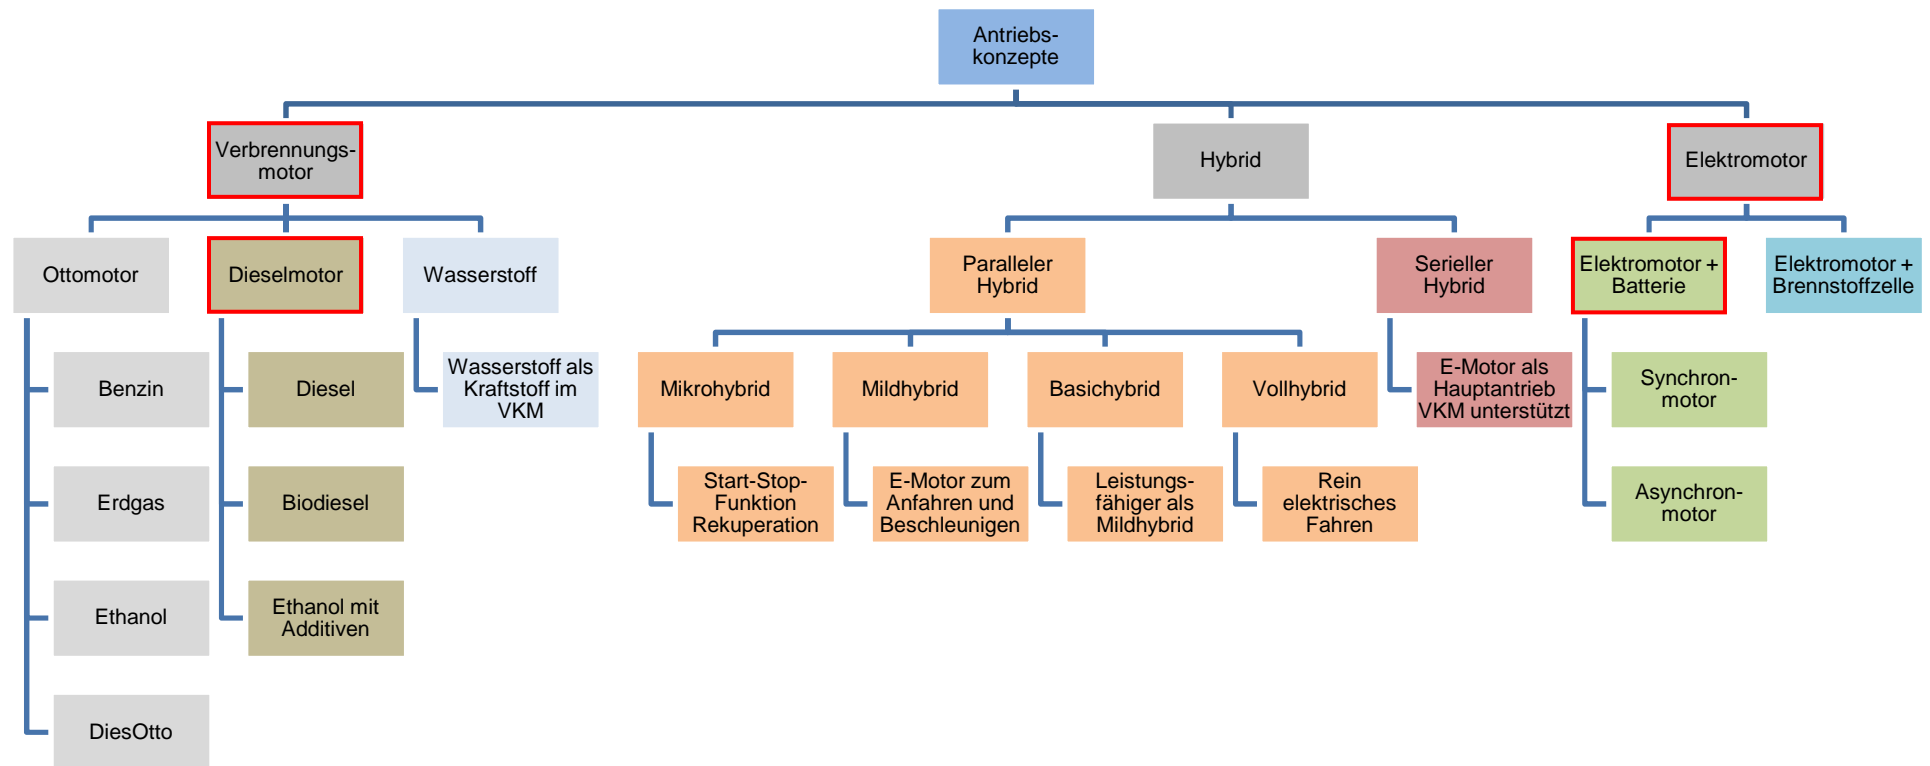 Antriebs-
konzepte
Verbrennungs-
motor
Hybrid
Elektromotor
Ottomotor
Dieselmotor
Wasserstoff
Paralleler
Hybrid
Serieller
Hybrid
Elektromotor +
Batterie
Elektromotor +
Brennstoffzelle
Benzin
Diesel
Wasserstoff als
Kraftstoff im
VKM
Mikrohybrid
Mildhybrid
Basichybrid
Vollhybrid
E-Motor als
Hauptantrieb
VKM unterstützt
Synchron-
motor
Erdgas
Biodiesel
Start-Stop-
Funktion
Rekuperation
E-Motor zum
Anfahren und
Beschleunigen
Leistungs-
fähiger als
Mildhybrid
Rein
elektrisches
Fahren
Asynchron-
motor
Ethanol
Ethanol mit
Additiven
DiesOtto